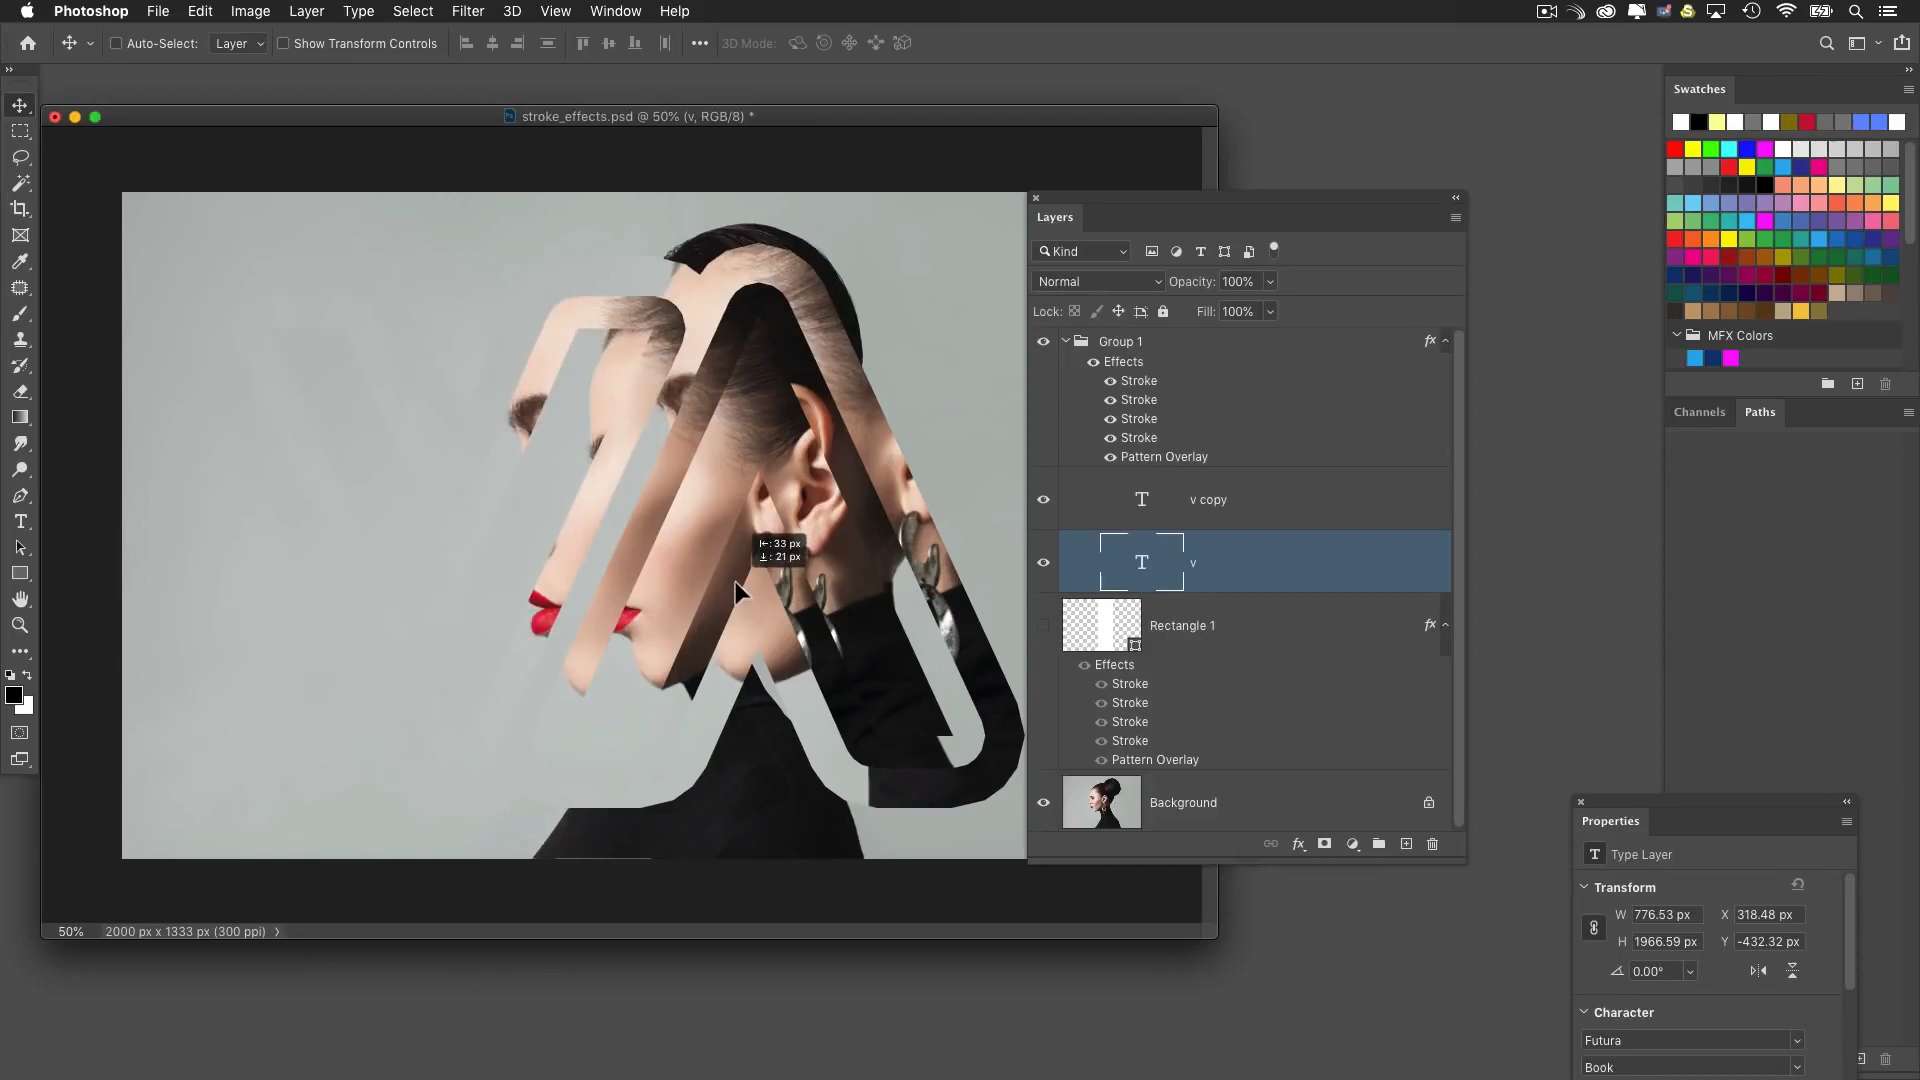 Photoshop File Edit Image Layer Type Select Filter 3D View Window Help
Auto-Select: Layer Show Transform Controls 3D Mode:
stroke_effects.psd @ 50% (v, RGB/8) *
Swatches
MFX Colors
Channels Paths
Layers
Kind
Normal Opacity: 100%
Lock: Fill: 100%
Group 1 fx
Effects
Stroke
Stroke
Stroke
Stroke
Pattern Overlay
T v copy
T v
Rectangle 1 fx
Effects
Stroke
Stroke
Stroke
Stroke
Pattern Overlay
Background
fx
: 33 px
: 21 px
50% 2000 px x 1333 px (300 ppi)
Properties
T Type Layer
Transform
W 776.53 px X 318.48 px
H 1966.59 px Y -432.32 px
0.00°
Character
Futura
Book